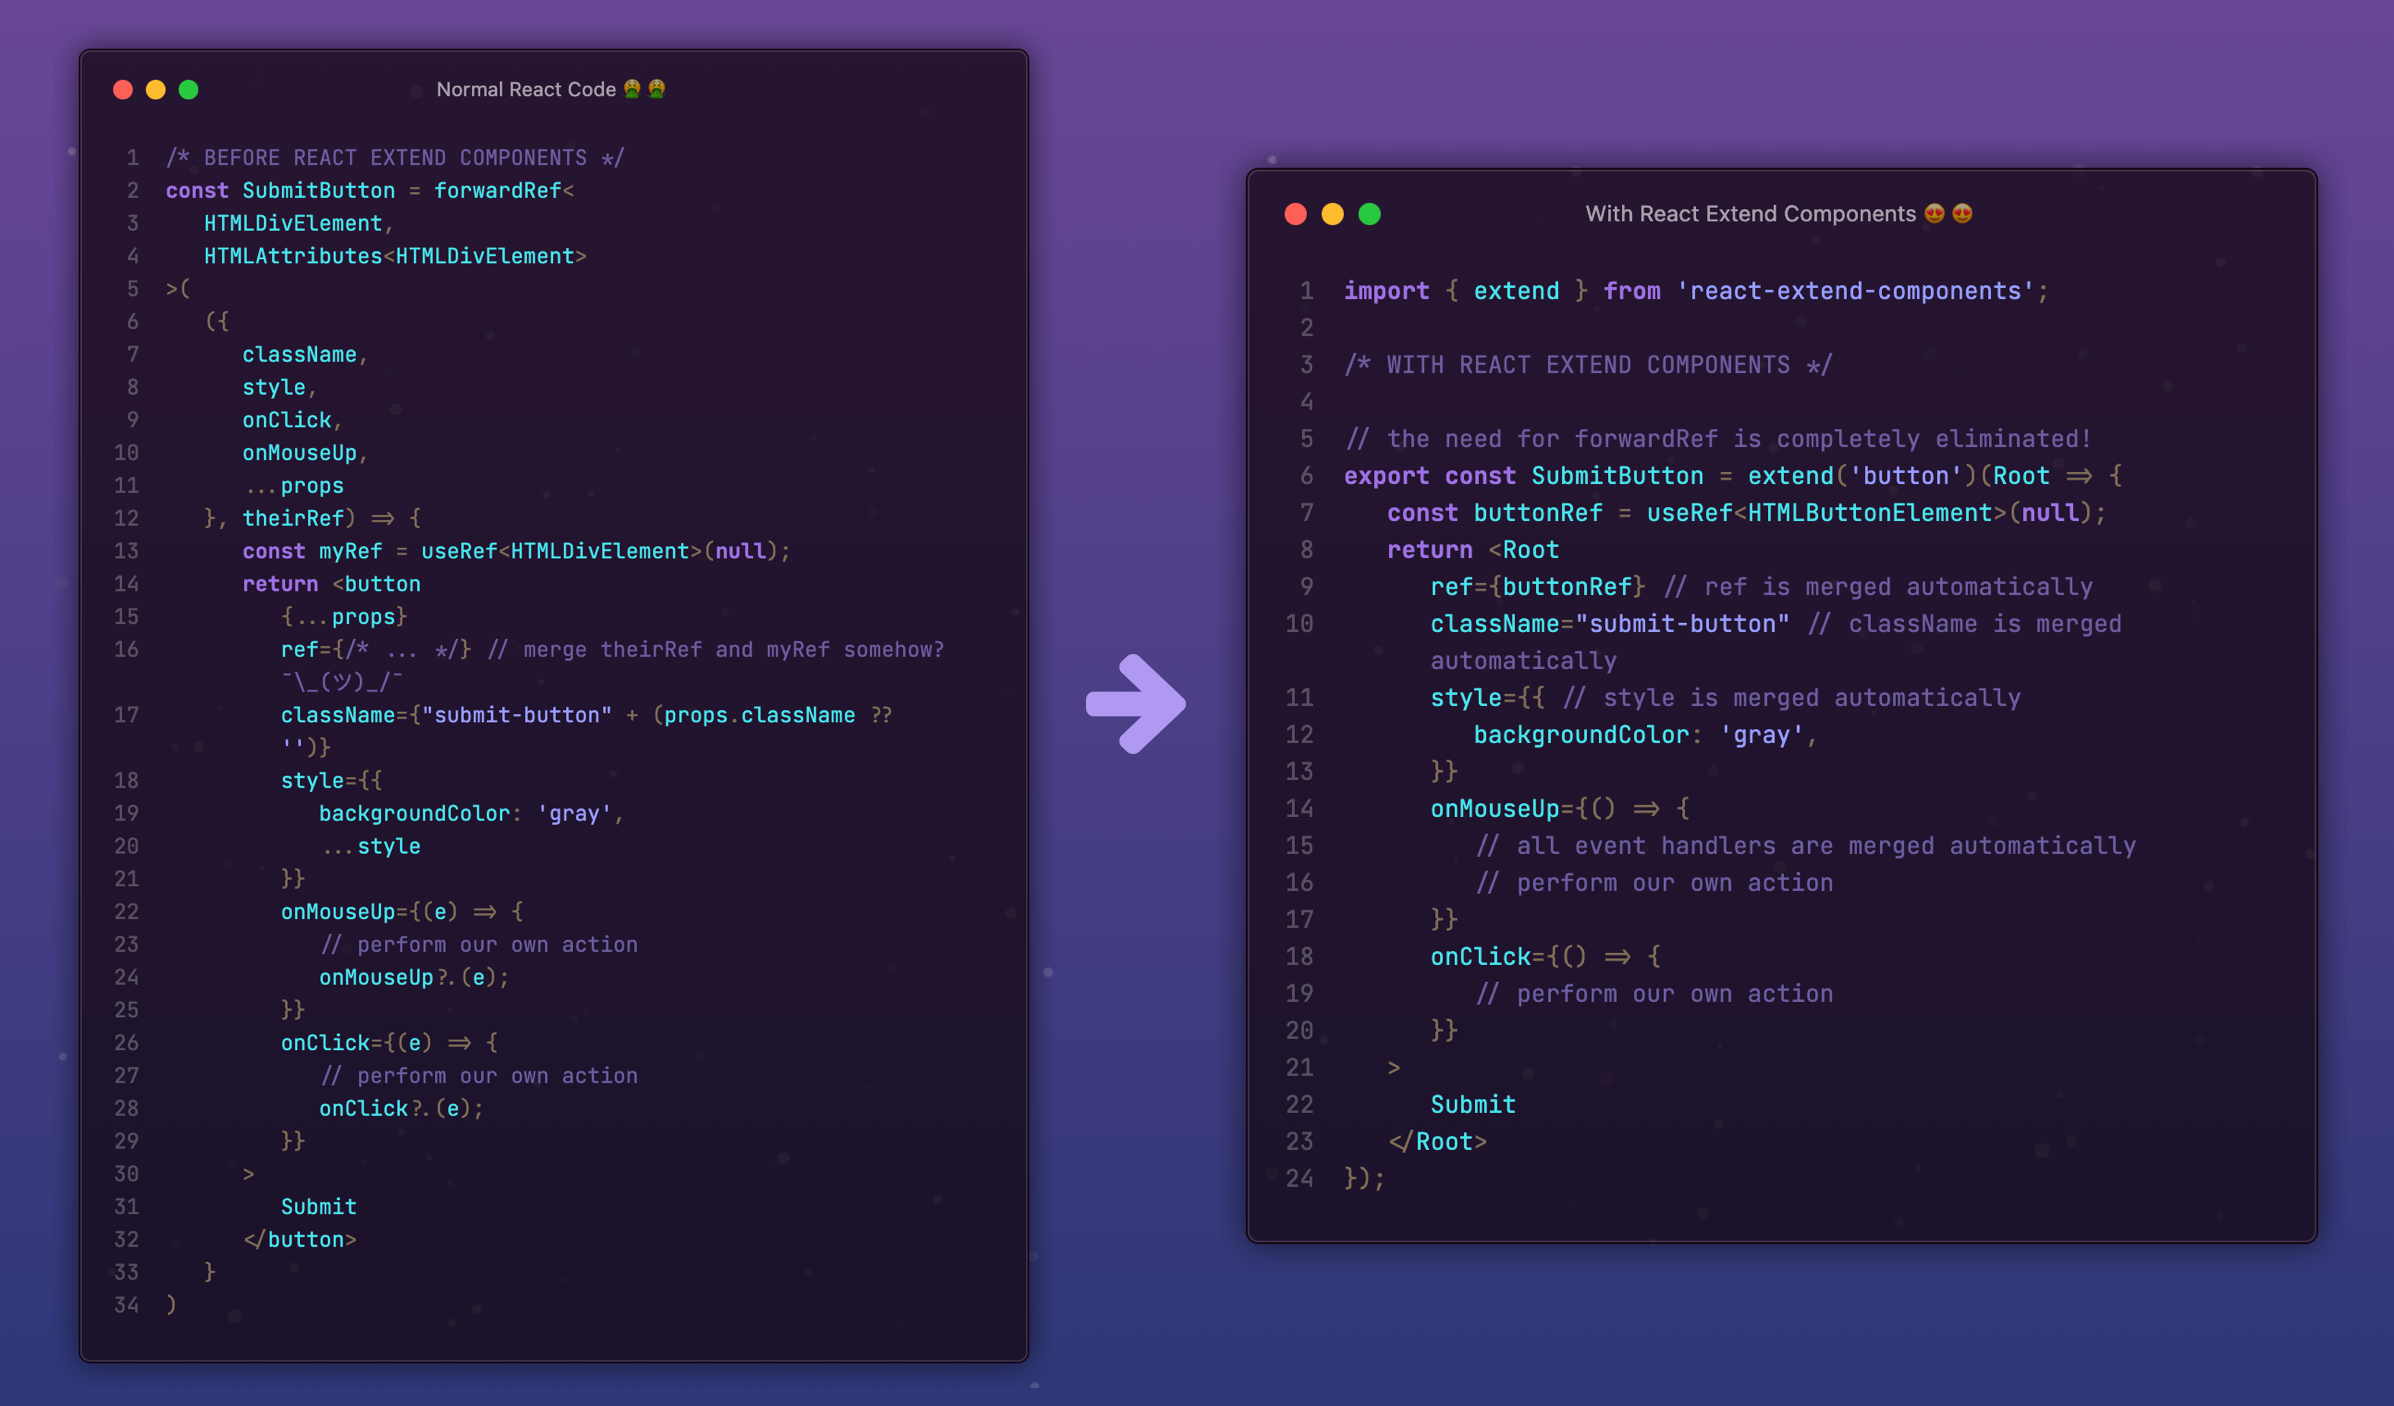 Normal React Code 🤮🤮
1 /* BEFORE REACT EXTEND COMPONENTS */
2 const SubmitButton = forwardRef<
3    HTMLDivElement,
4    HTMLAttributes<HTMLDivElement>
5 >(
6    ({
7       className,
8       style,
9       onClick,
10       onMouseUp,
11       ...props
12    }, theirRef) => {
13       const myRef = useRef<HTMLDivElement>(null);
14       return <button
15          {...props}
16          ref={/* ... */} // merge theirRef and myRef somehow?
¯\_(ツ)_/¯
17          className={"submit-button" + (props.className ??
'')}
18          style={{
19             backgroundColor: 'gray',
20             ...style
21          }}
22          onMouseUp={(e) => {
23             // perform our own action
24             onMouseUp?.(e);
25          }}
26          onClick={(e) => {
27             // perform our own action
28             onClick?.(e);
29          }}
30       >
31          Submit
32       </button>
33    }
34 )
With React Extend Components 😍😍
1 import { extend } from 'react-extend-components';
2
3 /* WITH REACT EXTEND COMPONENTS */
4
5 // the need for forwardRef is completely eliminated!
6 export const SubmitButton = extend('button')(Root => {
7    const buttonRef = useRef<HTMLButtonElement>(null);
8    return <Root
9       ref={buttonRef} // ref is merged automatically
10       className="submit-button" // className is merged
automatically
11       style={{ // style is merged automatically
12          backgroundColor: 'gray',
13       }}
14       onMouseUp={() => {
15          // all event handlers are merged automatically
16          // perform our own action
17       }}
18       onClick={() => {
19          // perform our own action
20       }}
21    >
22       Submit
23    </Root>
24 });